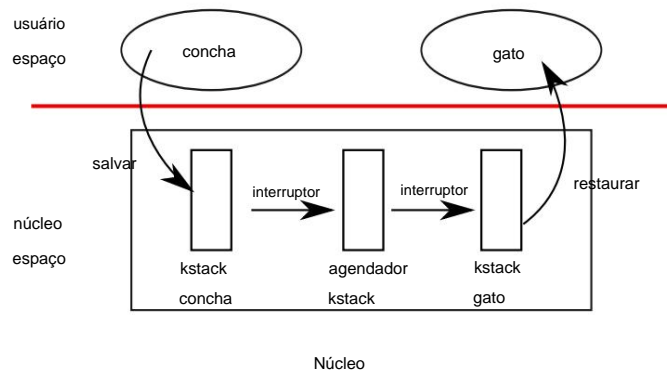 usuário
espaço
concha
gato
salvar
interruptor
interruptor
restaurar
núcleo
espaço
kstack
concha
agendador
kstack
kstack
gato
Núcleo